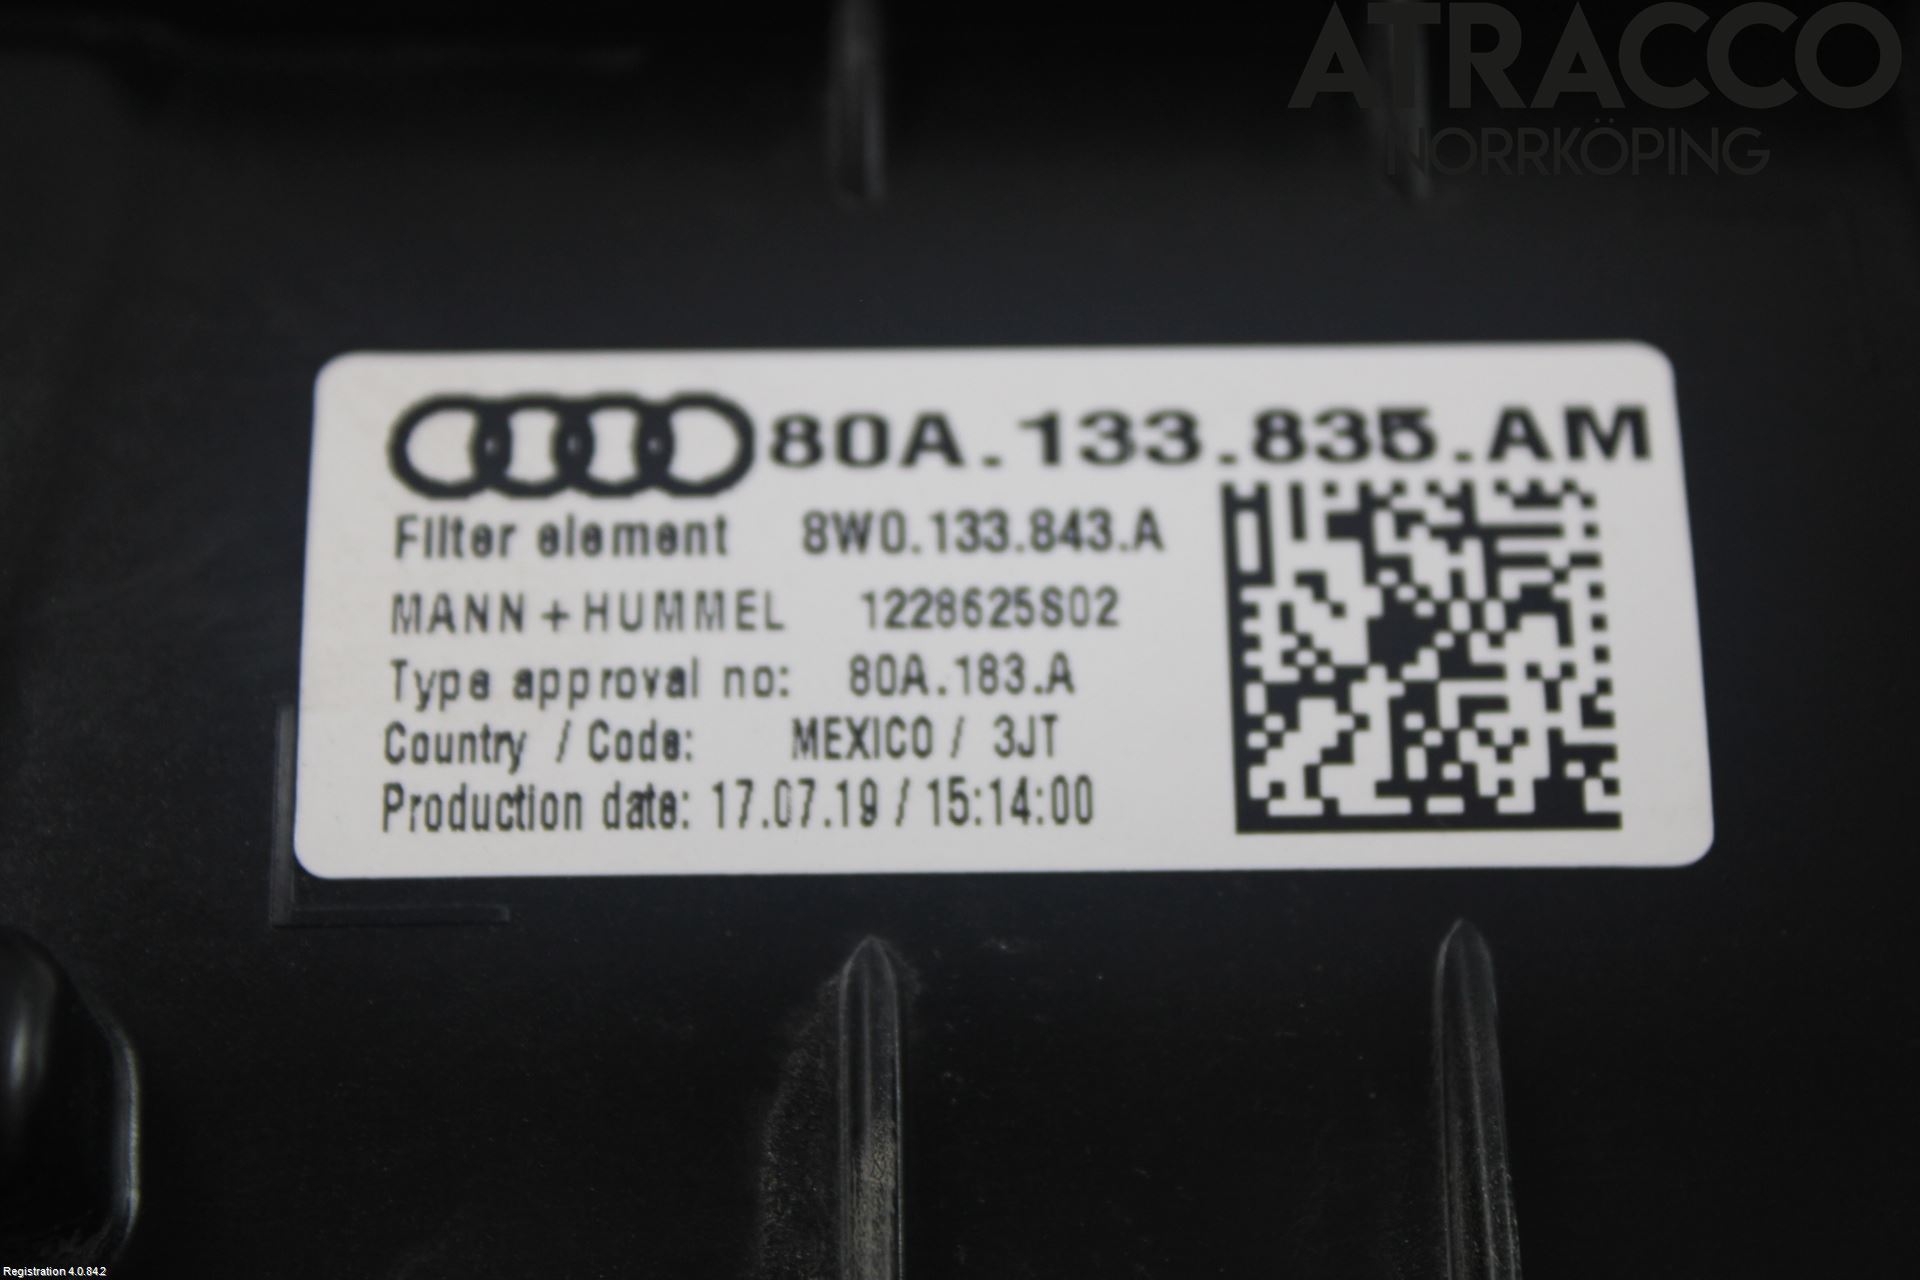 ATRACCO
NORRKÖPING
80A.133.835.AM
Filter element 8W0.133.843.A
MANN+HUMMEL 1228625S02
Type approval no: 80A.183.A
Country / Code: MEXICO / 3JT
Production date: 17.07.19 / 15:14:00
Registration 4.0.84.2